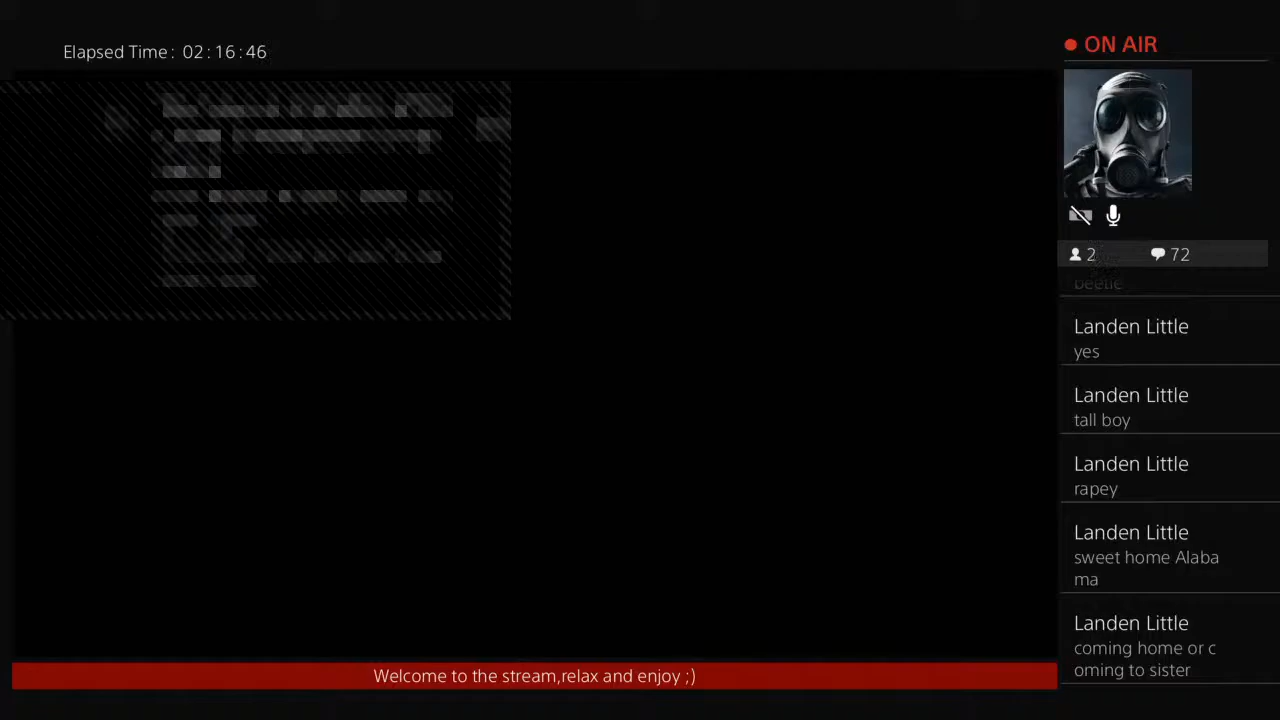 Elapsed Time: 02:16:46
ON AIR
2 72
beetle
Landen Little
yes
Landen Little
tall boy
Landen Little
rapey
Landen Little
sweet home Alaba
ma
Landen Little
coming home or c
oming to sister
Welcome to the stream,relax and enjoy ;)